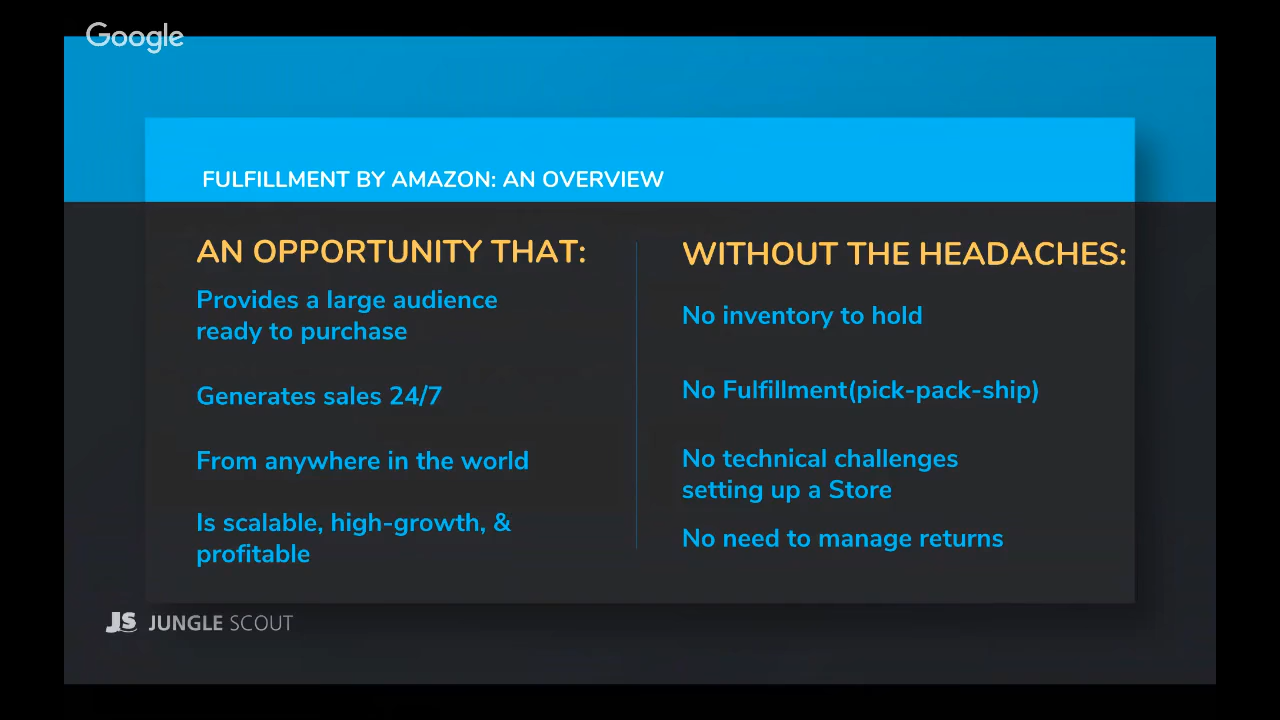 Google
FULFILLMENT BY AMAZON: AN OVERVIEW
AN OPPORTUNITY THAT:
Provides a large audience
ready to purchase
Generates sales 24/7
From anywhere in the world
Is scalable, high-growth, &
profitable
WITHOUT THE HEADACHES:
No inventory to hold
No Fulfillment(pick-pack-ship)
No technical challenges
setting up a Store
No need to manage returns
JS JUNGLE SCOUT